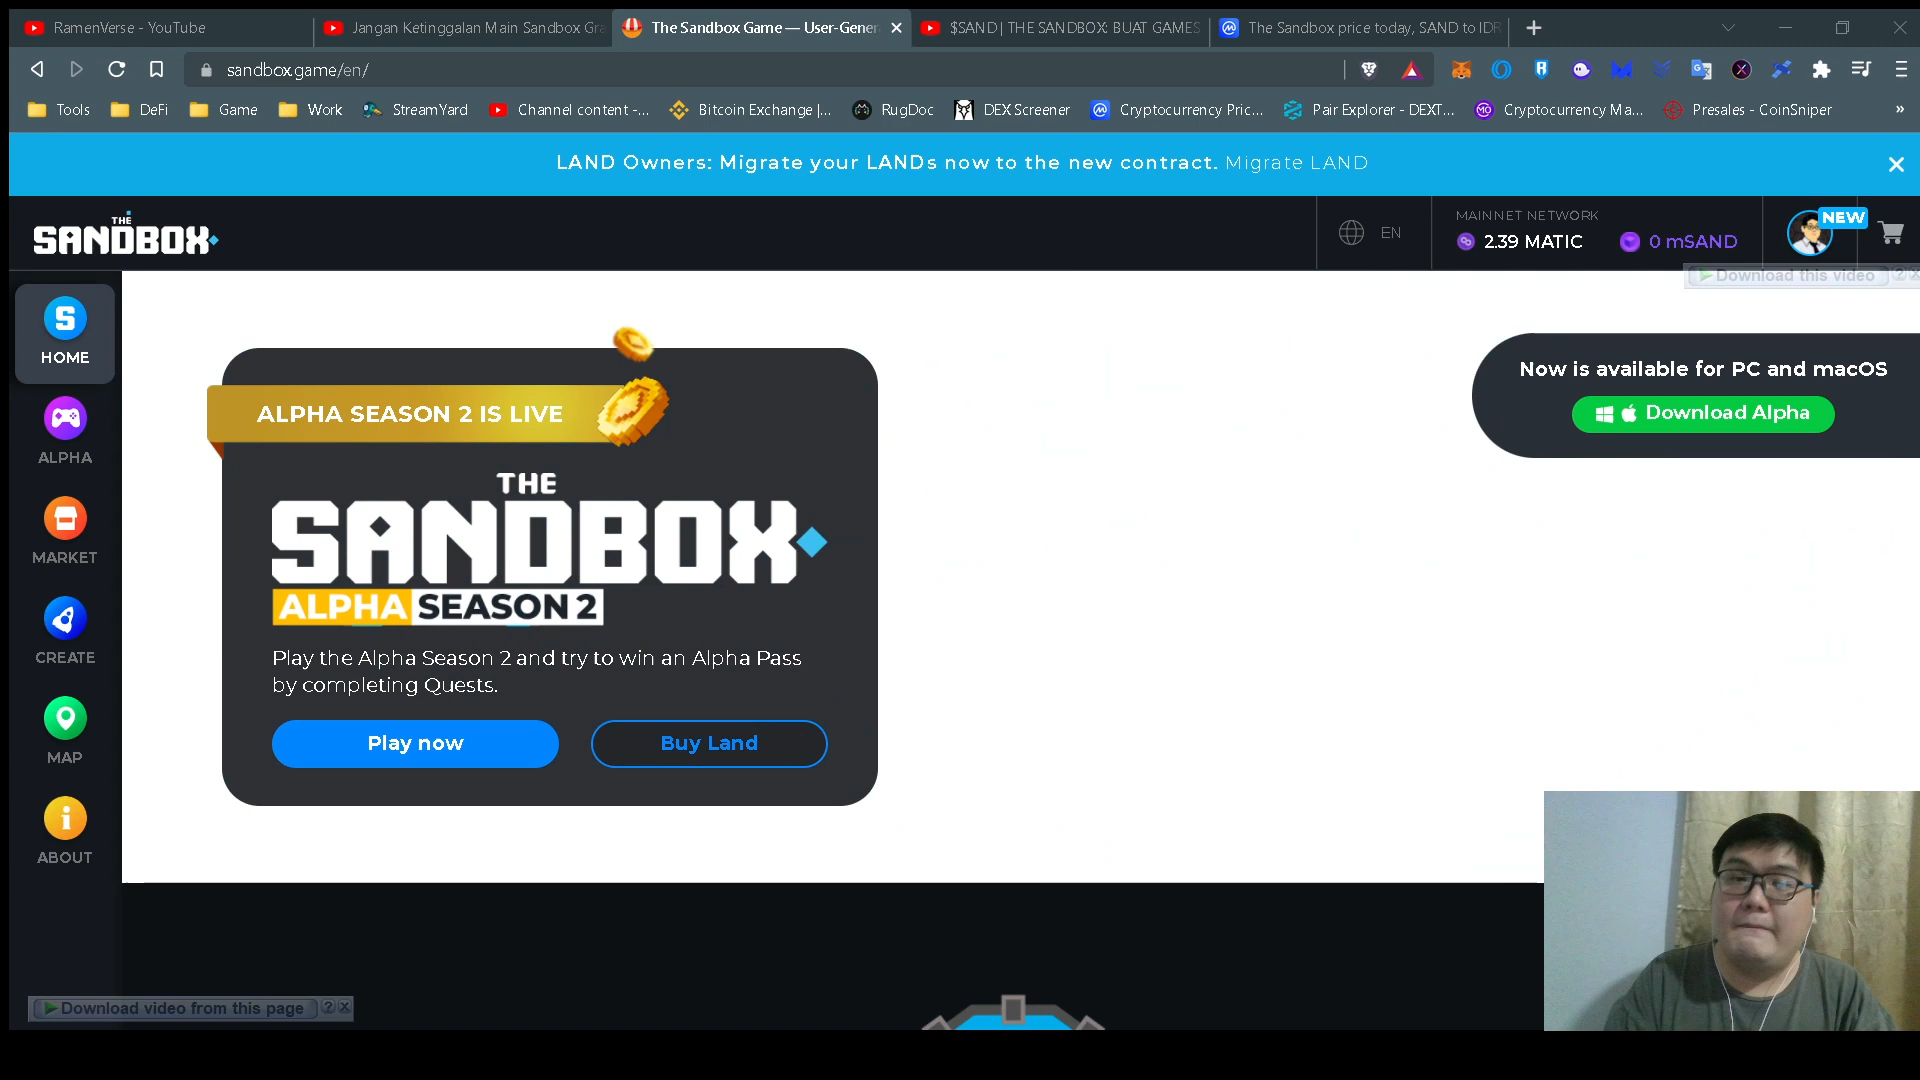 RamenVerse - YouTube
Jangan Ketinggalan Main Sandbox Gra
The Sandbox Game — User-Gener
$SAND | THE SANDBOX: BUAT GAMES
The Sandbox price today, SAND to IDR
sandbox.game/en/
Tools
DeFi
Game
Work
StreamYard
Channel content -...
Bitcoin Exchange |...
RugDoc
DEX Screener
Cryptocurrency Pric...
Pair Explorer - DEXT...
Cryptocurrency Ma...
Presales - CoinSniper
»
LAND Owners: Migrate your LANDs now to the new contract. Migrate LAND
THE
SANDBOX
EN
MAINNET NETWORK
2.39 MATIC
0 mSAND
NEW
Download this video
HOME
ALPHA
MARKET
CREATE
MAP
ABOUT
ALPHA SEASON 2 IS LIVE
THE
SANDBOX
ALPHA SEASON 2
Play the Alpha Season 2 and try to win an Alpha Pass
by completing Quests.
Play now
Buy Land
Now is available for PC and macOS
Download Alpha
Download video from this page